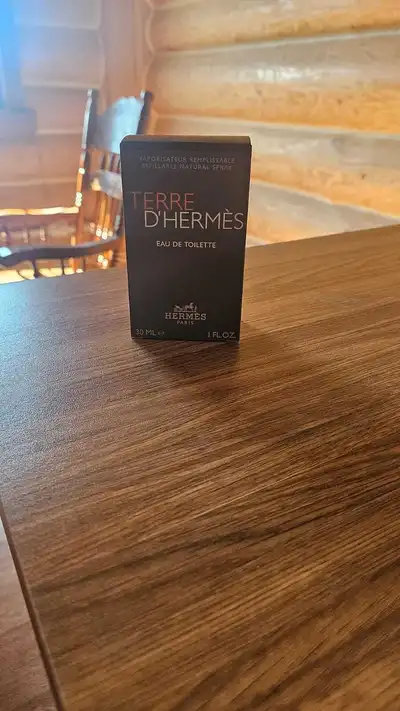 VAPORISATEUR REMPLISSABLE
REFILLABLE NATURAL SPRAY
TERRE
D'HERMÈS
EAU DE TOILETTE
HERMÈS
PARIS
30 ML ℮ 1 FL.OZ.